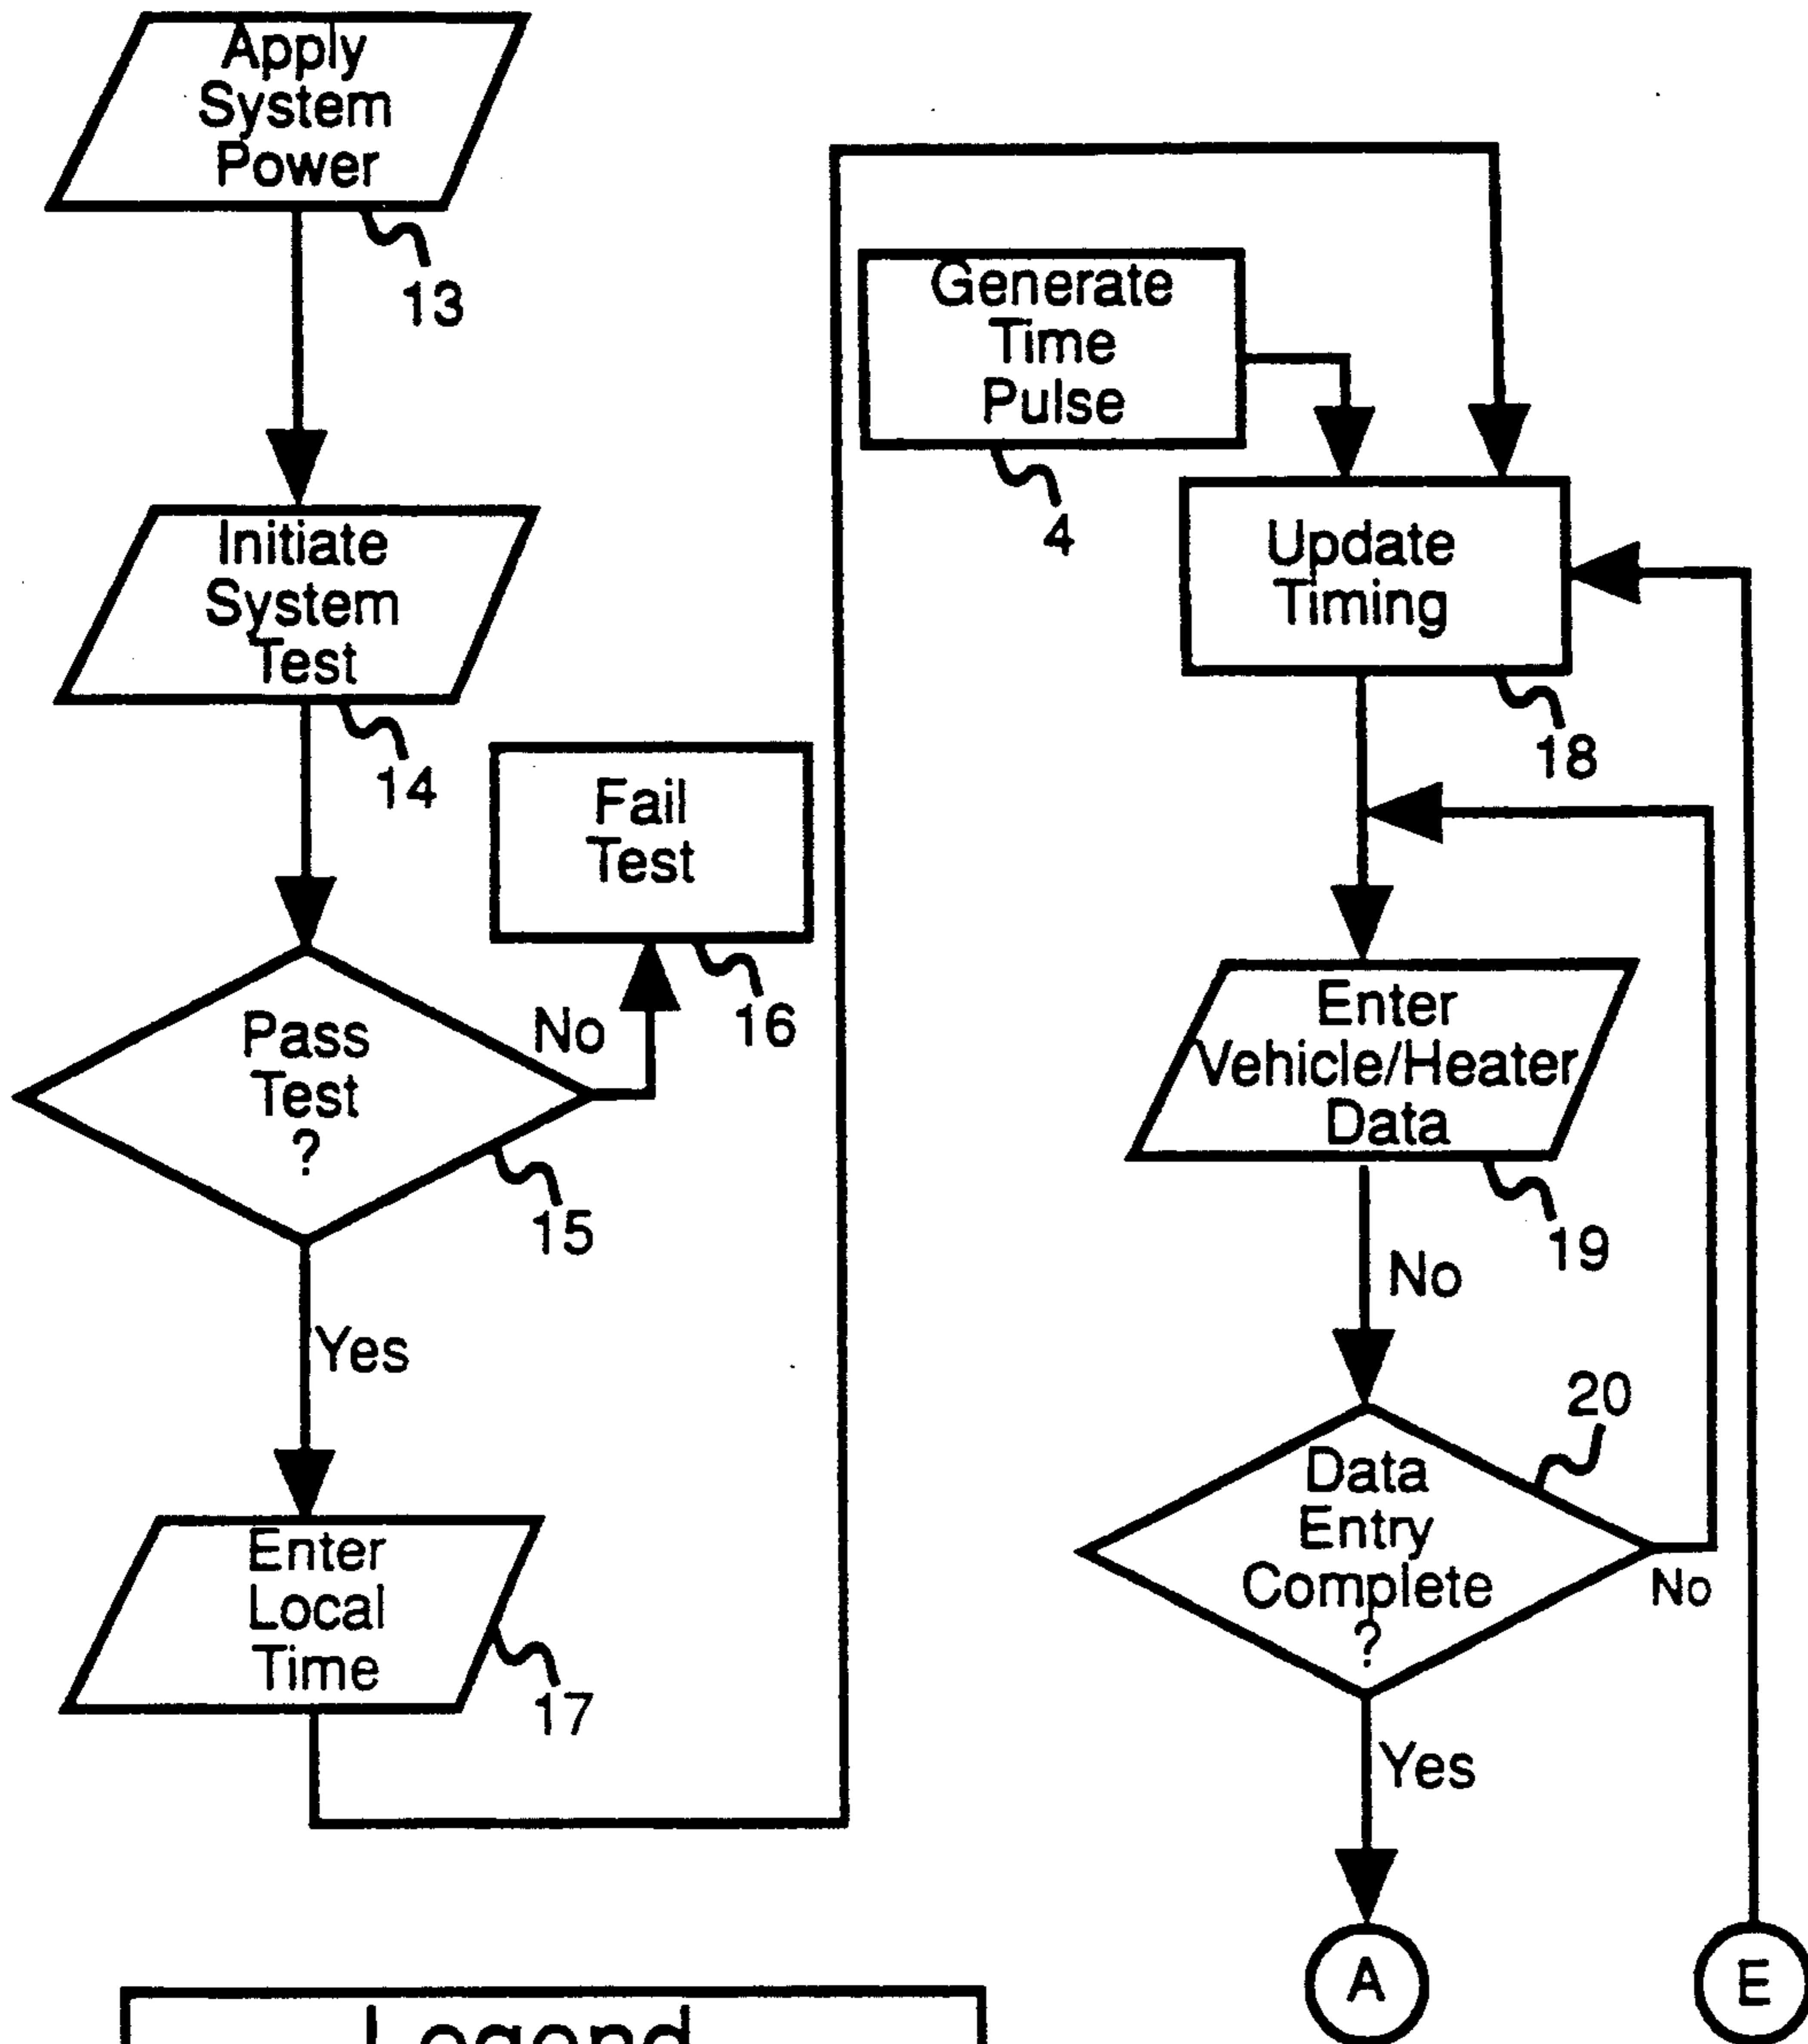 Apply
System
Power
13
Initiate
System
Test
14
Fail
Test
16
Pass
Test
?
No
15
Yes
Enter
Local
Time
17
Generate
Time
Pulse
4
Update
Timing
18
Enter
Vehicle/Heater
Data
19
No
20
Data
Entry
Complete
?
No
Yes
A
E
Legend